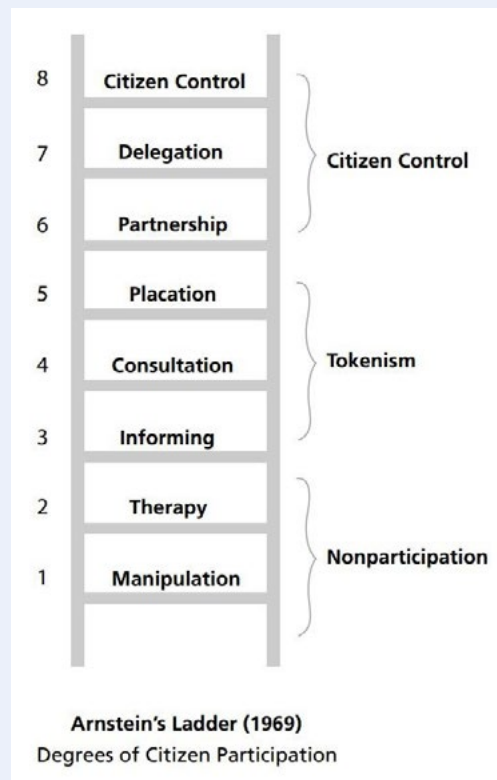 8 Citizen Control
7 Delegation
Citizen Control
6 Partnership
5 Placation
4 Consultation
Tokenism
3 Informing
2 Therapy
1 Manipulation
Nonparticipation
Arnstein’s Ladder (1969)
Degrees of Citizen Participation